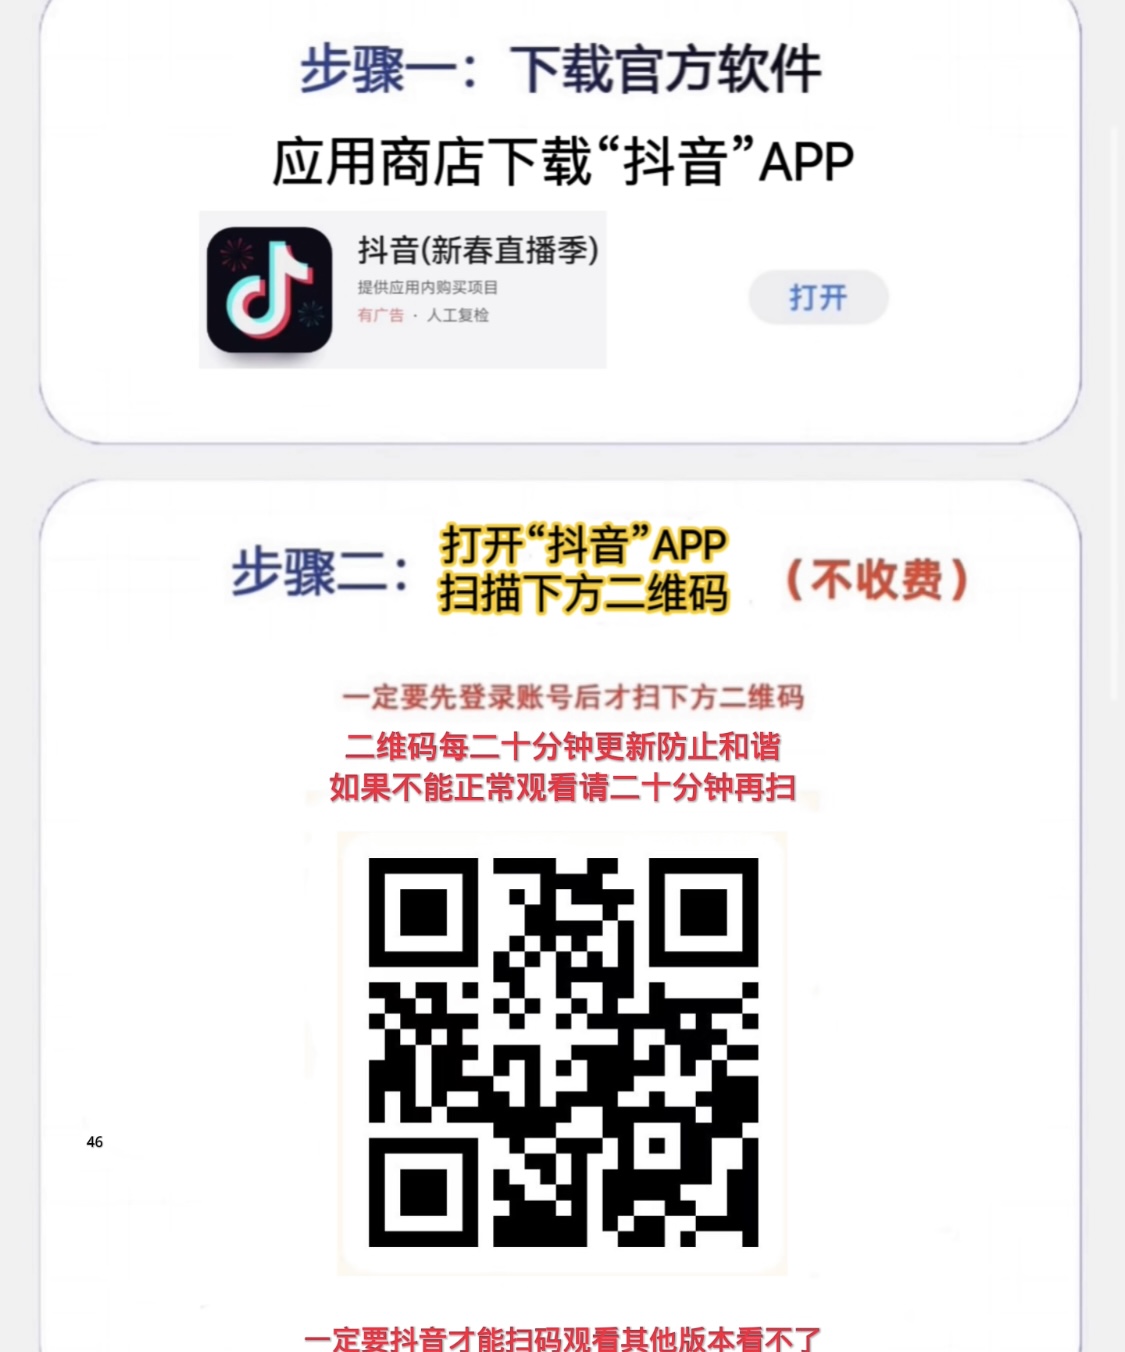 步骤一：下载官方软件
应用商店下载“抖音”APP
抖音(新春直播季)
提供应用内购买项目
有广告 · 人工复检
打开
步骤二：
打开“抖音”APP
扫描下方二维码
（不收费）
一定要先登录账号后才扫下方二维码
二维码每二十分钟更新防止和谐
如果不能正常观看请二十分钟再扫
46
一定要抖音才能扫码观看其他版本看不了